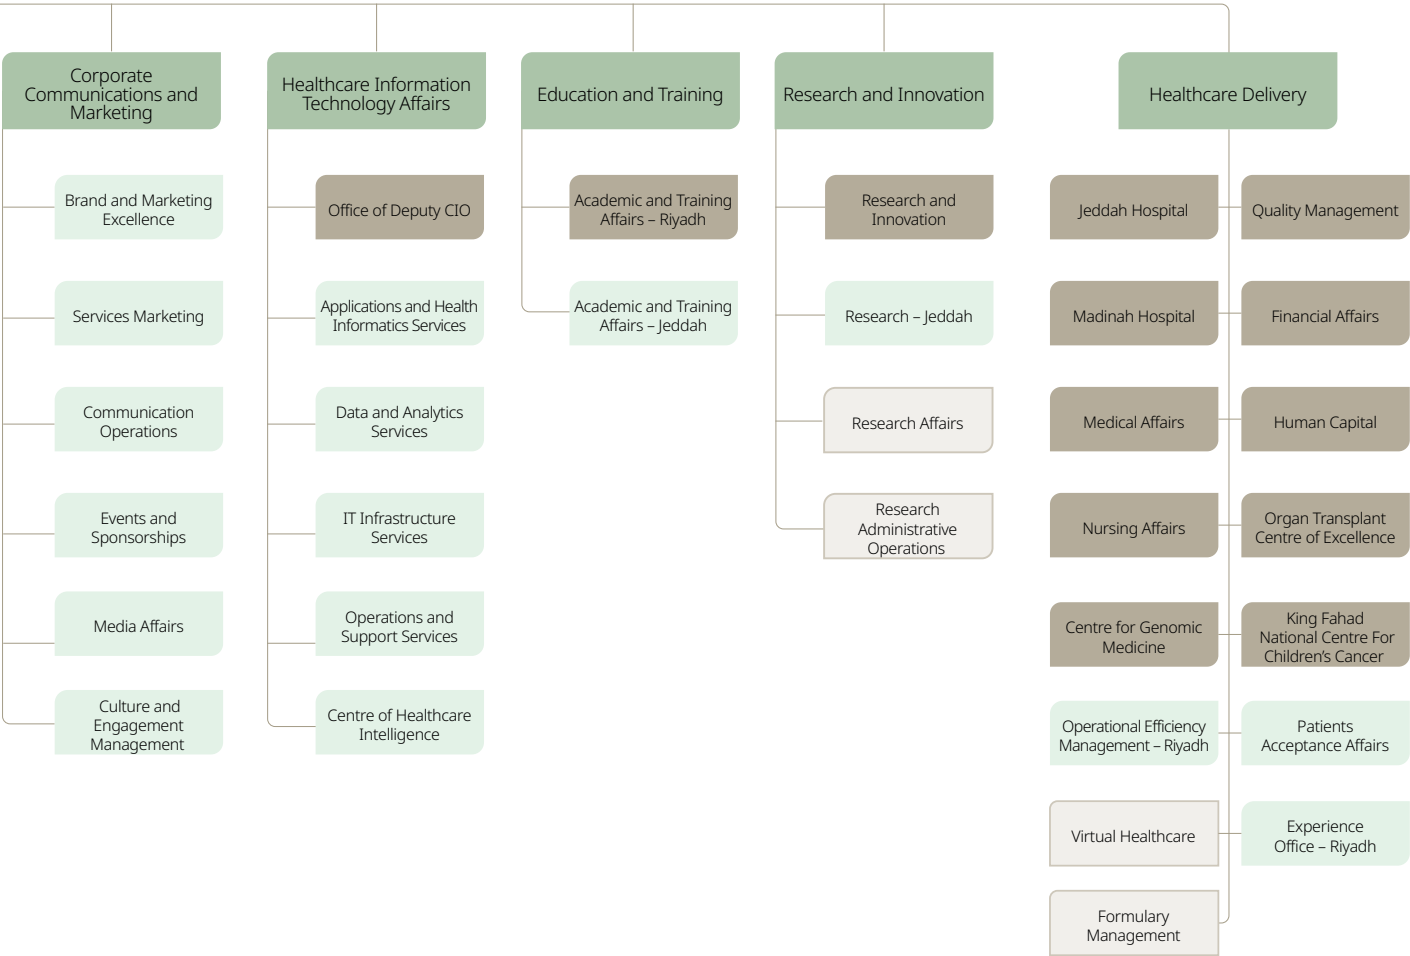 Corporate
Communications and
Marketing
Brand and Marketing
Excellence
Services Marketing
Communication
Operations
Events and
Sponsorships
Media Affairs
Culture and
Engagement
Management
Healthcare Information
Technology Affairs
Office of Deputy CIO
Applications and Health
Informatics Services
Data and Analytics
Services
IT Infrastructure
Services
Operations and
Support Services
Centre of Healthcare
Intelligence
Education and Training
Academic and Training
Affairs – Riyadh
Academic and Training
Affairs – Jeddah
Research and Innovation
Research and
Innovation
Research – Jeddah
Research Affairs
Research
Administrative
Operations
Healthcare Delivery
Jeddah Hospital
Quality Management
Madinah Hospital
Financial Affairs
Medical Affairs
Human Capital
Nursing Affairs
Organ Transplant
Centre of Excellence
Centre for Genomic
Medicine
King Fahad
National Centre For
Children’s Cancer
Operational Efficiency
Management – Riyadh
Patients
Acceptance Affairs
Virtual Healthcare
Experience
Office – Riyadh
Formulary
Management